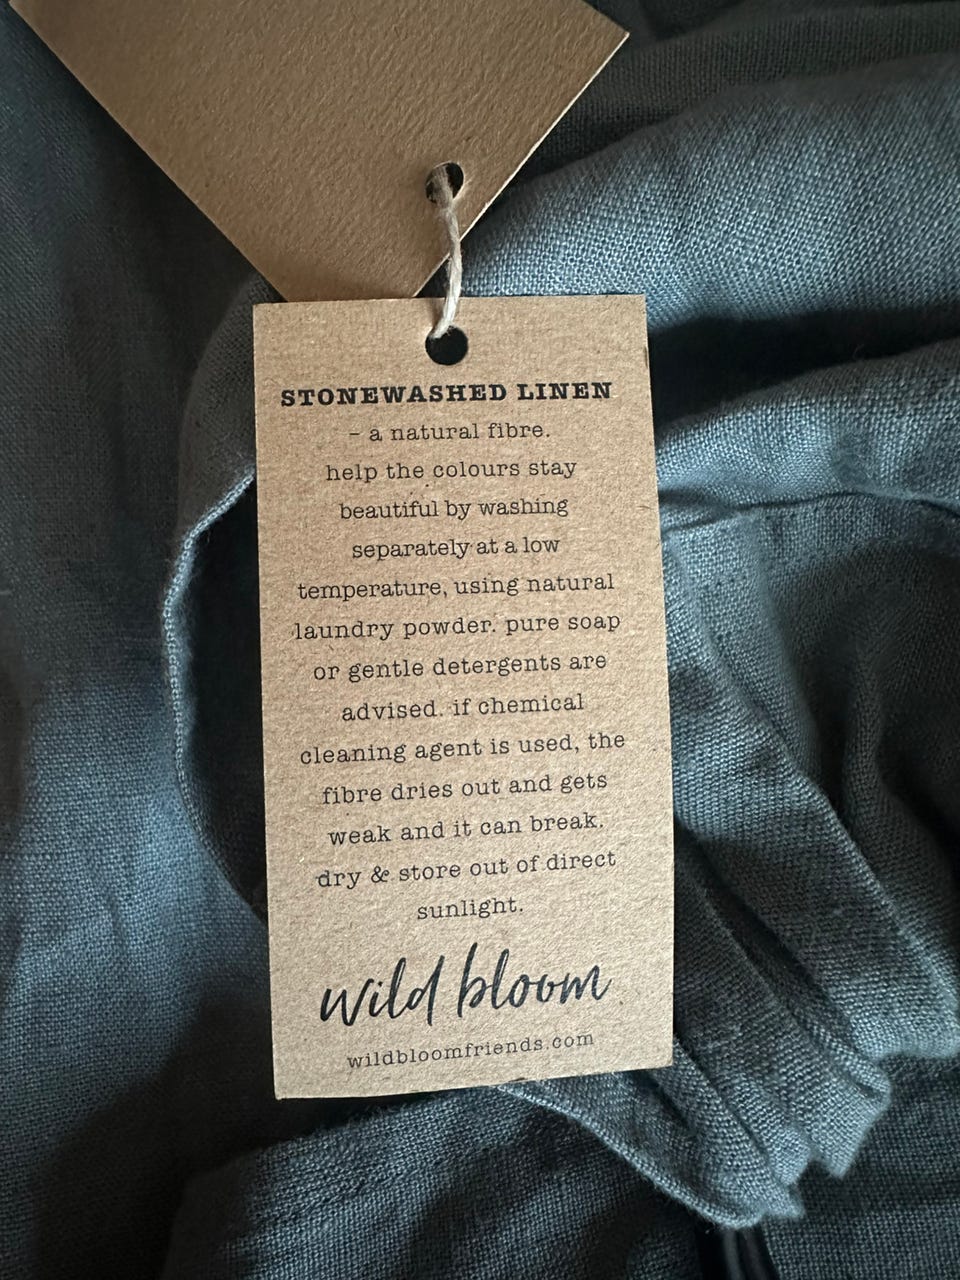 STONEWASHED LINEN
– a natural fibre.
help the colours stay
beautiful by washing
separately at a low
temperature, using natural
laundry powder. pure soap
or gentle detergents are
advised. if chemical
cleaning agent is used, the
fibre dries out and gets
weak and it can break.
dry & store out of direct
sunlight.
wild bloom
wildbloomfriends.com